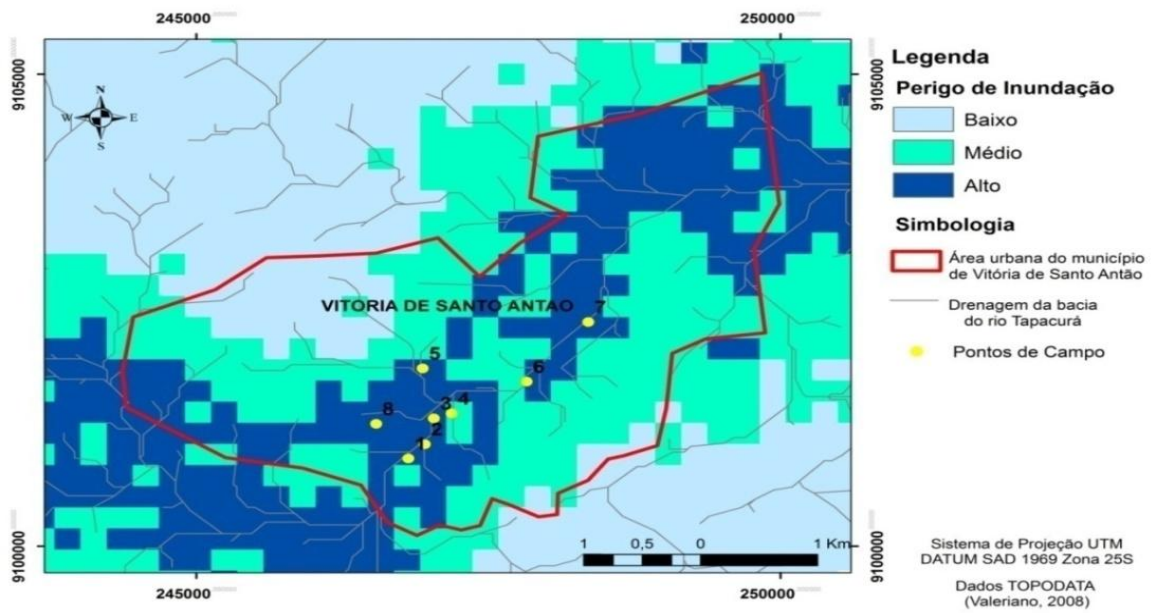 245000
250000
9105000
9105000
N
W E
S
VITORIA DE SANTO ANTAO
7
5
6
3 4
8
2
1
9100000
9100000
1 0,5 0 1 Km
245000
250000
Legenda
Perigo de Inundação
Baixo
Médio
Alto
Simbologia
Área urbana do município
de Vitória de Santo Antão
Drenagem da bacia
do rio Tapacurá
Pontos de Campo
Sistema de Projeção UTM
DATUM SAD 1969 Zona 25S
Dados TOPODATA
(Valeriano, 2008)